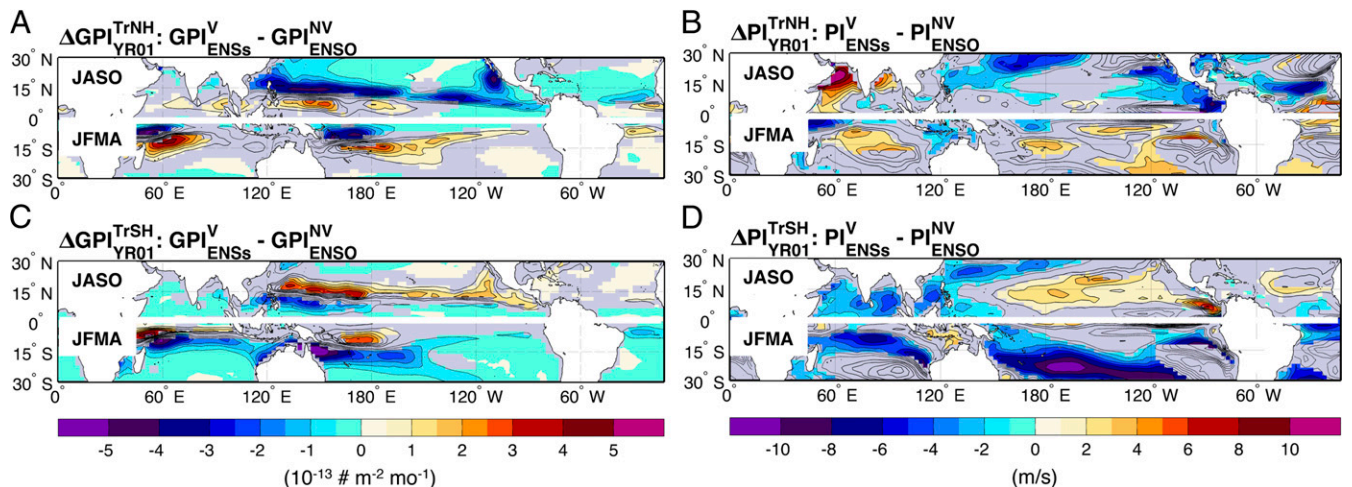 A
ΔGPI^TrNH_YR01: GPI^V_ENSs - GPI^NV_ENSO
30° N
15° N
0°
15° S
30° S
JASO
JFMA
0° 60° E 120° E 180° E 120° W 60° W
B
ΔPI^TrNH_YR01: PI^V_ENSs - PI^NV_ENSO
30° N
15° N
0°
15° S
30° S
JASO
JFMA
0° 60° E 120° E 180° E 120° W 60° W
C
ΔGPI^TrSH_YR01: GPI^V_ENSs - GPI^NV_ENSO
30° N
15° N
0°
15° S
30° S
JASO
JFMA
0° 60° E 120° E 180° E 120° W 60° W
D
ΔPI^TrSH_YR01: PI^V_ENSs - PI^NV_ENSO
30° N
15° N
0°
15° S
30° S
JASO
JFMA
0° 60° E 120° E 180° E 120° W 60° W
-5 -4 -3 -2 -1 0 1 2 3 4 5
(10⁻¹³ # m⁻² mo⁻¹)
-10 -8 -6 -4 -2 0 2 4 6 8 10
(m/s)